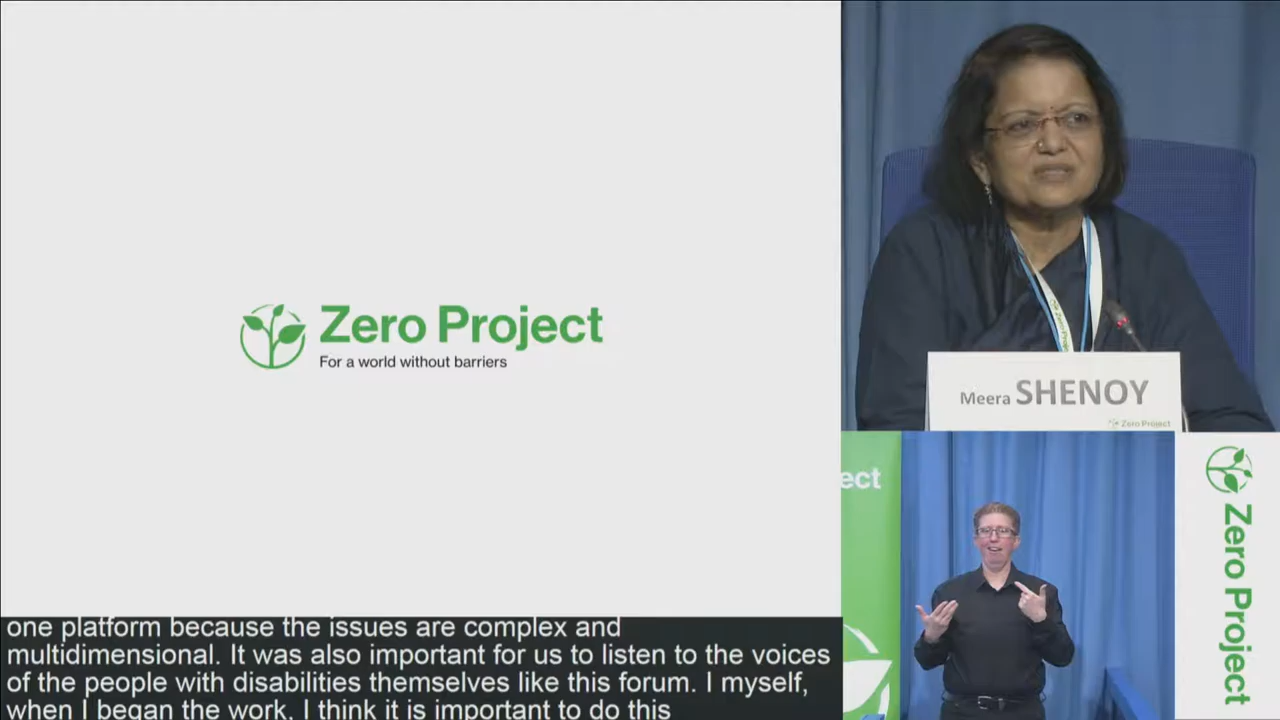 Zero Project
For a world without barriers
Meera SHENOY
Zero Project
ect
Zero Project
one platform because the issues are complex and
multidimensional. It was also important for us to listen to the voices
of the people with disabilities themselves like this forum. I myself,
when I began the work, I think it is important to do this